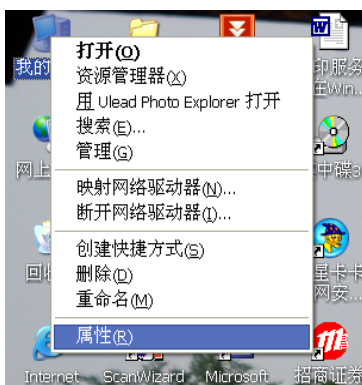 打开(O)
我的
资源管理器(X)
印服务
用 Ulead Photo Explorer 打开
在Win...
搜索(E)...
管理(G)
网上
映射网络驱动器(N)...
断开网络驱动器(I)...
创建快捷方式(S)
回收
删除(D)
星卡卡
重命名(M)
网安...
属性(R)
Internet
ScanWizard
Microsoft
招商证券